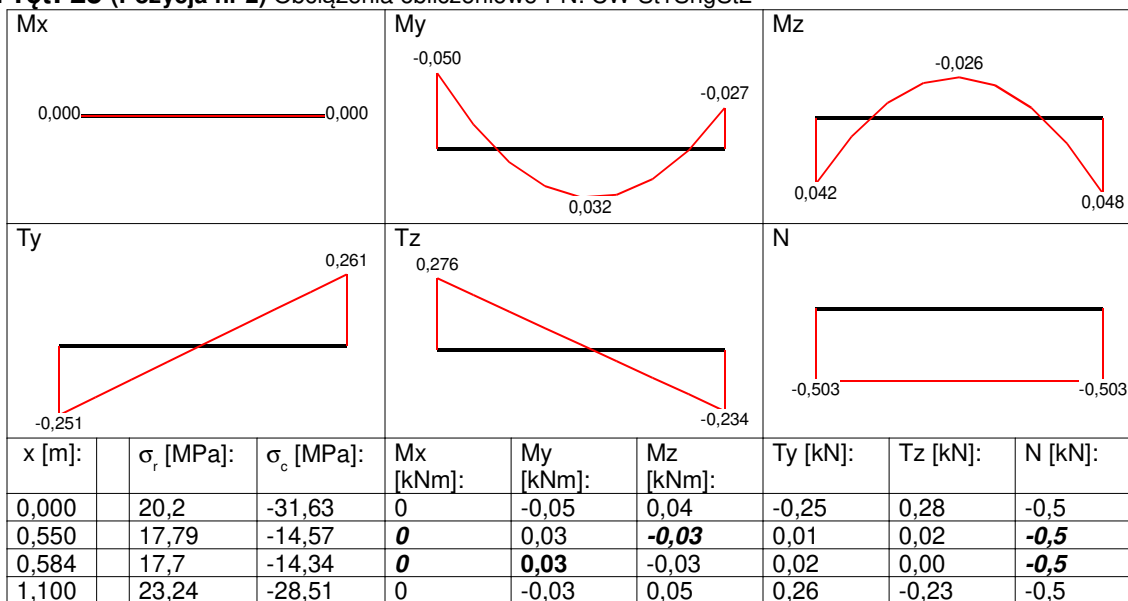 (Pozycja nr 2) Obciążenia obliczeniowe PN:
Mx
0,000
0,000
My
-0,050
-0,027
0,032
Mz
-0,026
0,042
0,048
Ty
0,261
-0,251
Tz
0,276
-0,234
N
-0,503
-0,503
x [m]: σr [MPa]: σc [MPa]: Mx [kNm]: My [kNm]: Mz [kNm]: Ty [kN]: Tz [kN]: N [kN]:
0,000 20,2 -31,63 0 -0,05 0,04 -0,25 0,28 -0,5
0,550 17,79 -14,57 0 0,03 -0,03 0,01 0,02 -0,5
0,584 17,7 -14,34 0 0,03 -0,03 0,02 0,00 -0,5
1,100 23,24 -28,51 0 -0,03 0,05 0,26 -0,23 -0,5